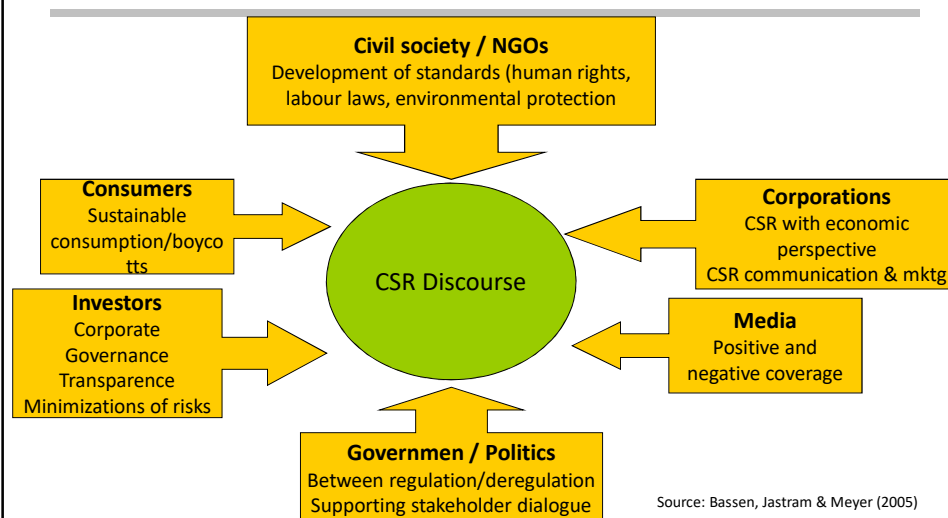 Civil society / NGOs
Development of standards (human rights,
labour laws, environmental protection
Consumers
Sustainable
consumption/boyco
tts
Corporations
CSR with economic
perspective
CSR communication & mktg
CSR Discourse
Investors
Corporate
Governance
Transparence
Minimizations of risks
Media
Positive and
negative coverage
Governmen / Politics
Between regulation/deregulation
Supporting stakeholder dialogue
Source: Bassen, Jastram & Meyer (2005)